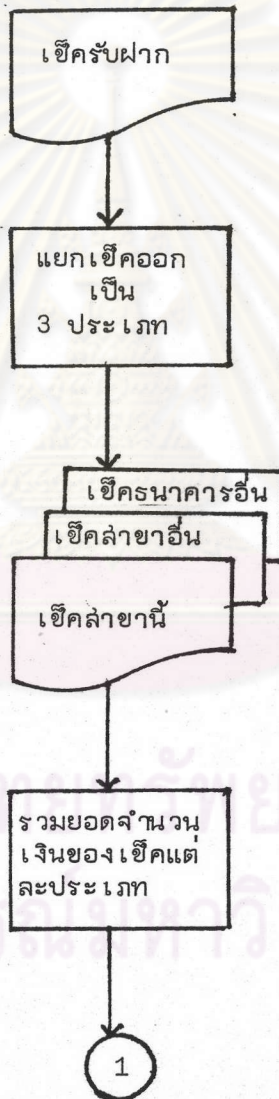 เช็ครับฝาก
แยกเช็คออก
เป็น
3 ประเภท
เช็คธนาคารอื่น
เช็คสาขาอื่น
เช็คสาขานี้
รวมยอดจำนวน
เงินของเช็คแต่
ละประเภท
1